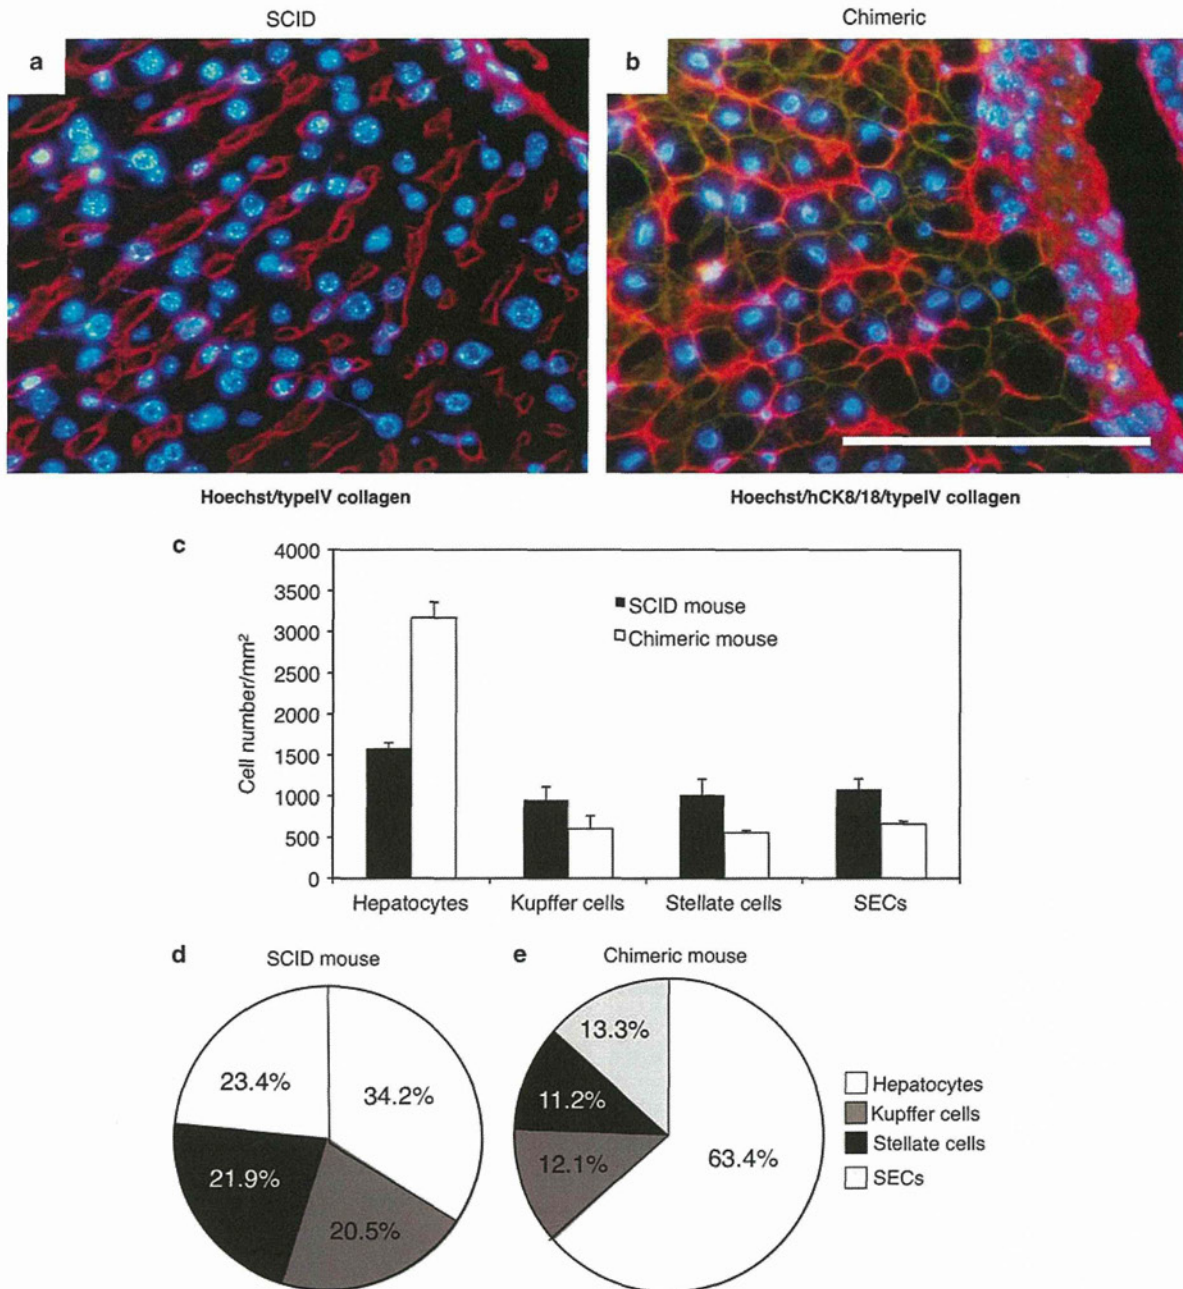 SCID
Chimeric
a
b
Hoechst/typeIV collagen
Hoechst/hCK8/18/typeIV collagen
c
4000
3500
3000
2500
2000
1500
1000
500
0
Cell number/mm²
SCID mouse
Chimeric mouse
Hepatocytes
Kupffer cells
Stellate cells
SECs
d
SCID mouse
23.4%
34.2%
21.9%
20.5%
e
Chimeric mouse
13.3%
11.2%
12.1%
63.4%
Hepatocytes
Kupffer cells
Stellate cells
SECs